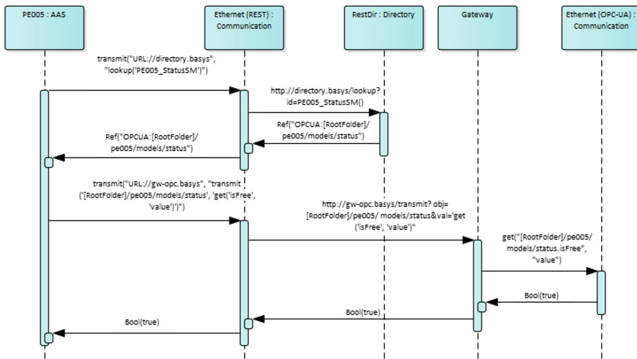 PE005 : AAS
Ethernet (REST) :
Communication
RestDir : Directory
Gateway
Ethernet (OPC-UA) :
Communication
transmit("URL://directory.basys",
"lookup('PE005_StatusSM')")
http://directory.basys/lookup?
id=PE005_StatusSM()
Ref("OPCUA:[RootFolder]/
pe005/models/status")
Ref("OPCUA:[RootFolder]/
pe005/models/status")
transmit("URL://gw-opc.basys", "transmit
('[RootFolder]/pe005/models/status', 'get('isFree',
'value')')")
http://gw-opc.basys/transmit? obj=
[RootFolder]/pe005/ models/status&val='get
('isFree', 'value')"
get("[RootFolder]/pe005/
models/status.isFree",
"value")
Bool(true)
Bool(true)
Bool(true)